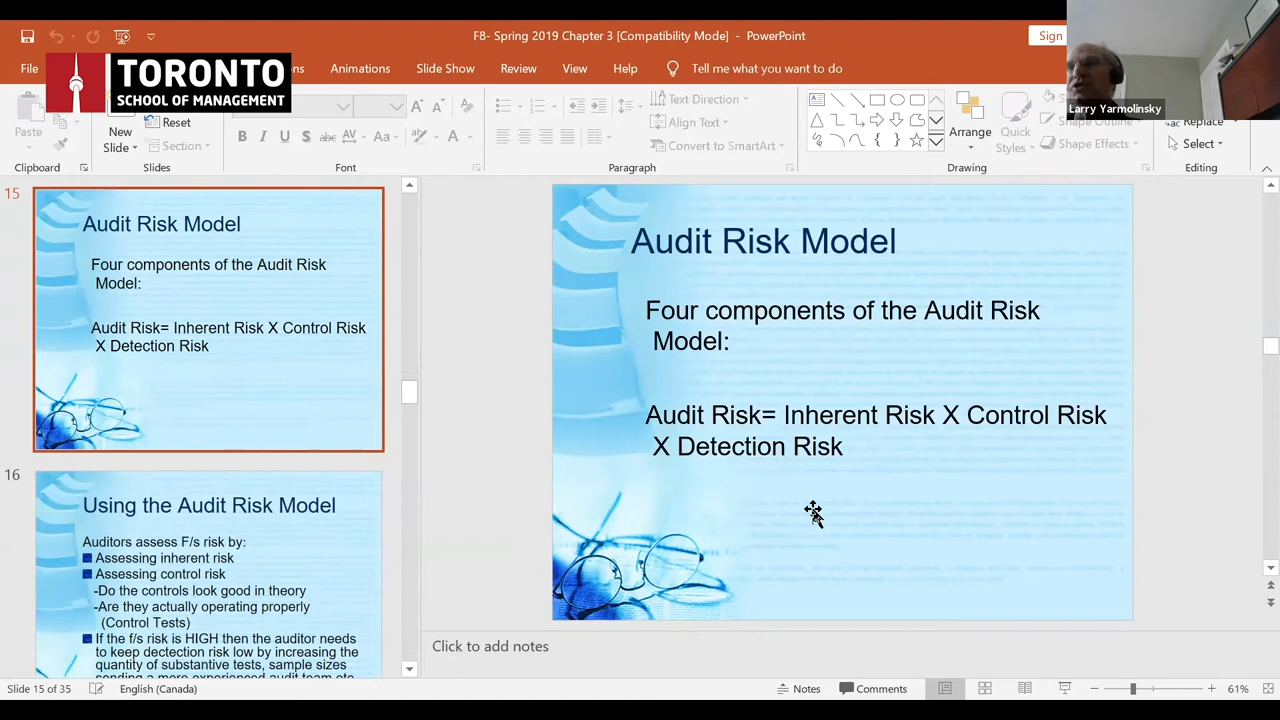 F8- Spring 2019 Chapter 3 [Compatibility Mode] - PowerPoint
Sign
Larry Yarmolinsky
File
TORONTO
SCHOOL OF MANAGEMENT
Animations
Slide Show
Review
View
Help
Tell me what you want to do
Paste
Clipboard
New
Slide
Reset
Section
Slides
B I U S abc AV Aa A
Font
Text Direction
Align Text
Convert to SmartArt
Paragraph
Arrange
Quick
Styles
Shape Outline
Shape Effects
Drawing
Replace
Select
Editing
15
Audit Risk Model
Four components of the Audit Risk
Model:
Audit Risk= Inherent Risk X Control Risk
X Detection Risk
16
Using the Audit Risk Model
Auditors assess F/s risk by:
Assessing inherent risk
Assessing control risk
-Do the controls look good in theory
-Are they actually operating properly
(Control Tests)
If the f/s risk is HIGH then the auditor needs
to keep dectection risk low by increasing the
quantity of substantive tests, sample sizes
Audit Risk Model
Four components of the Audit Risk
Model:
Audit Risk= Inherent Risk X Control Risk
X Detection Risk
Click to add notes
Slide 15 of 35
English (Canada)
Notes
Comments
61%